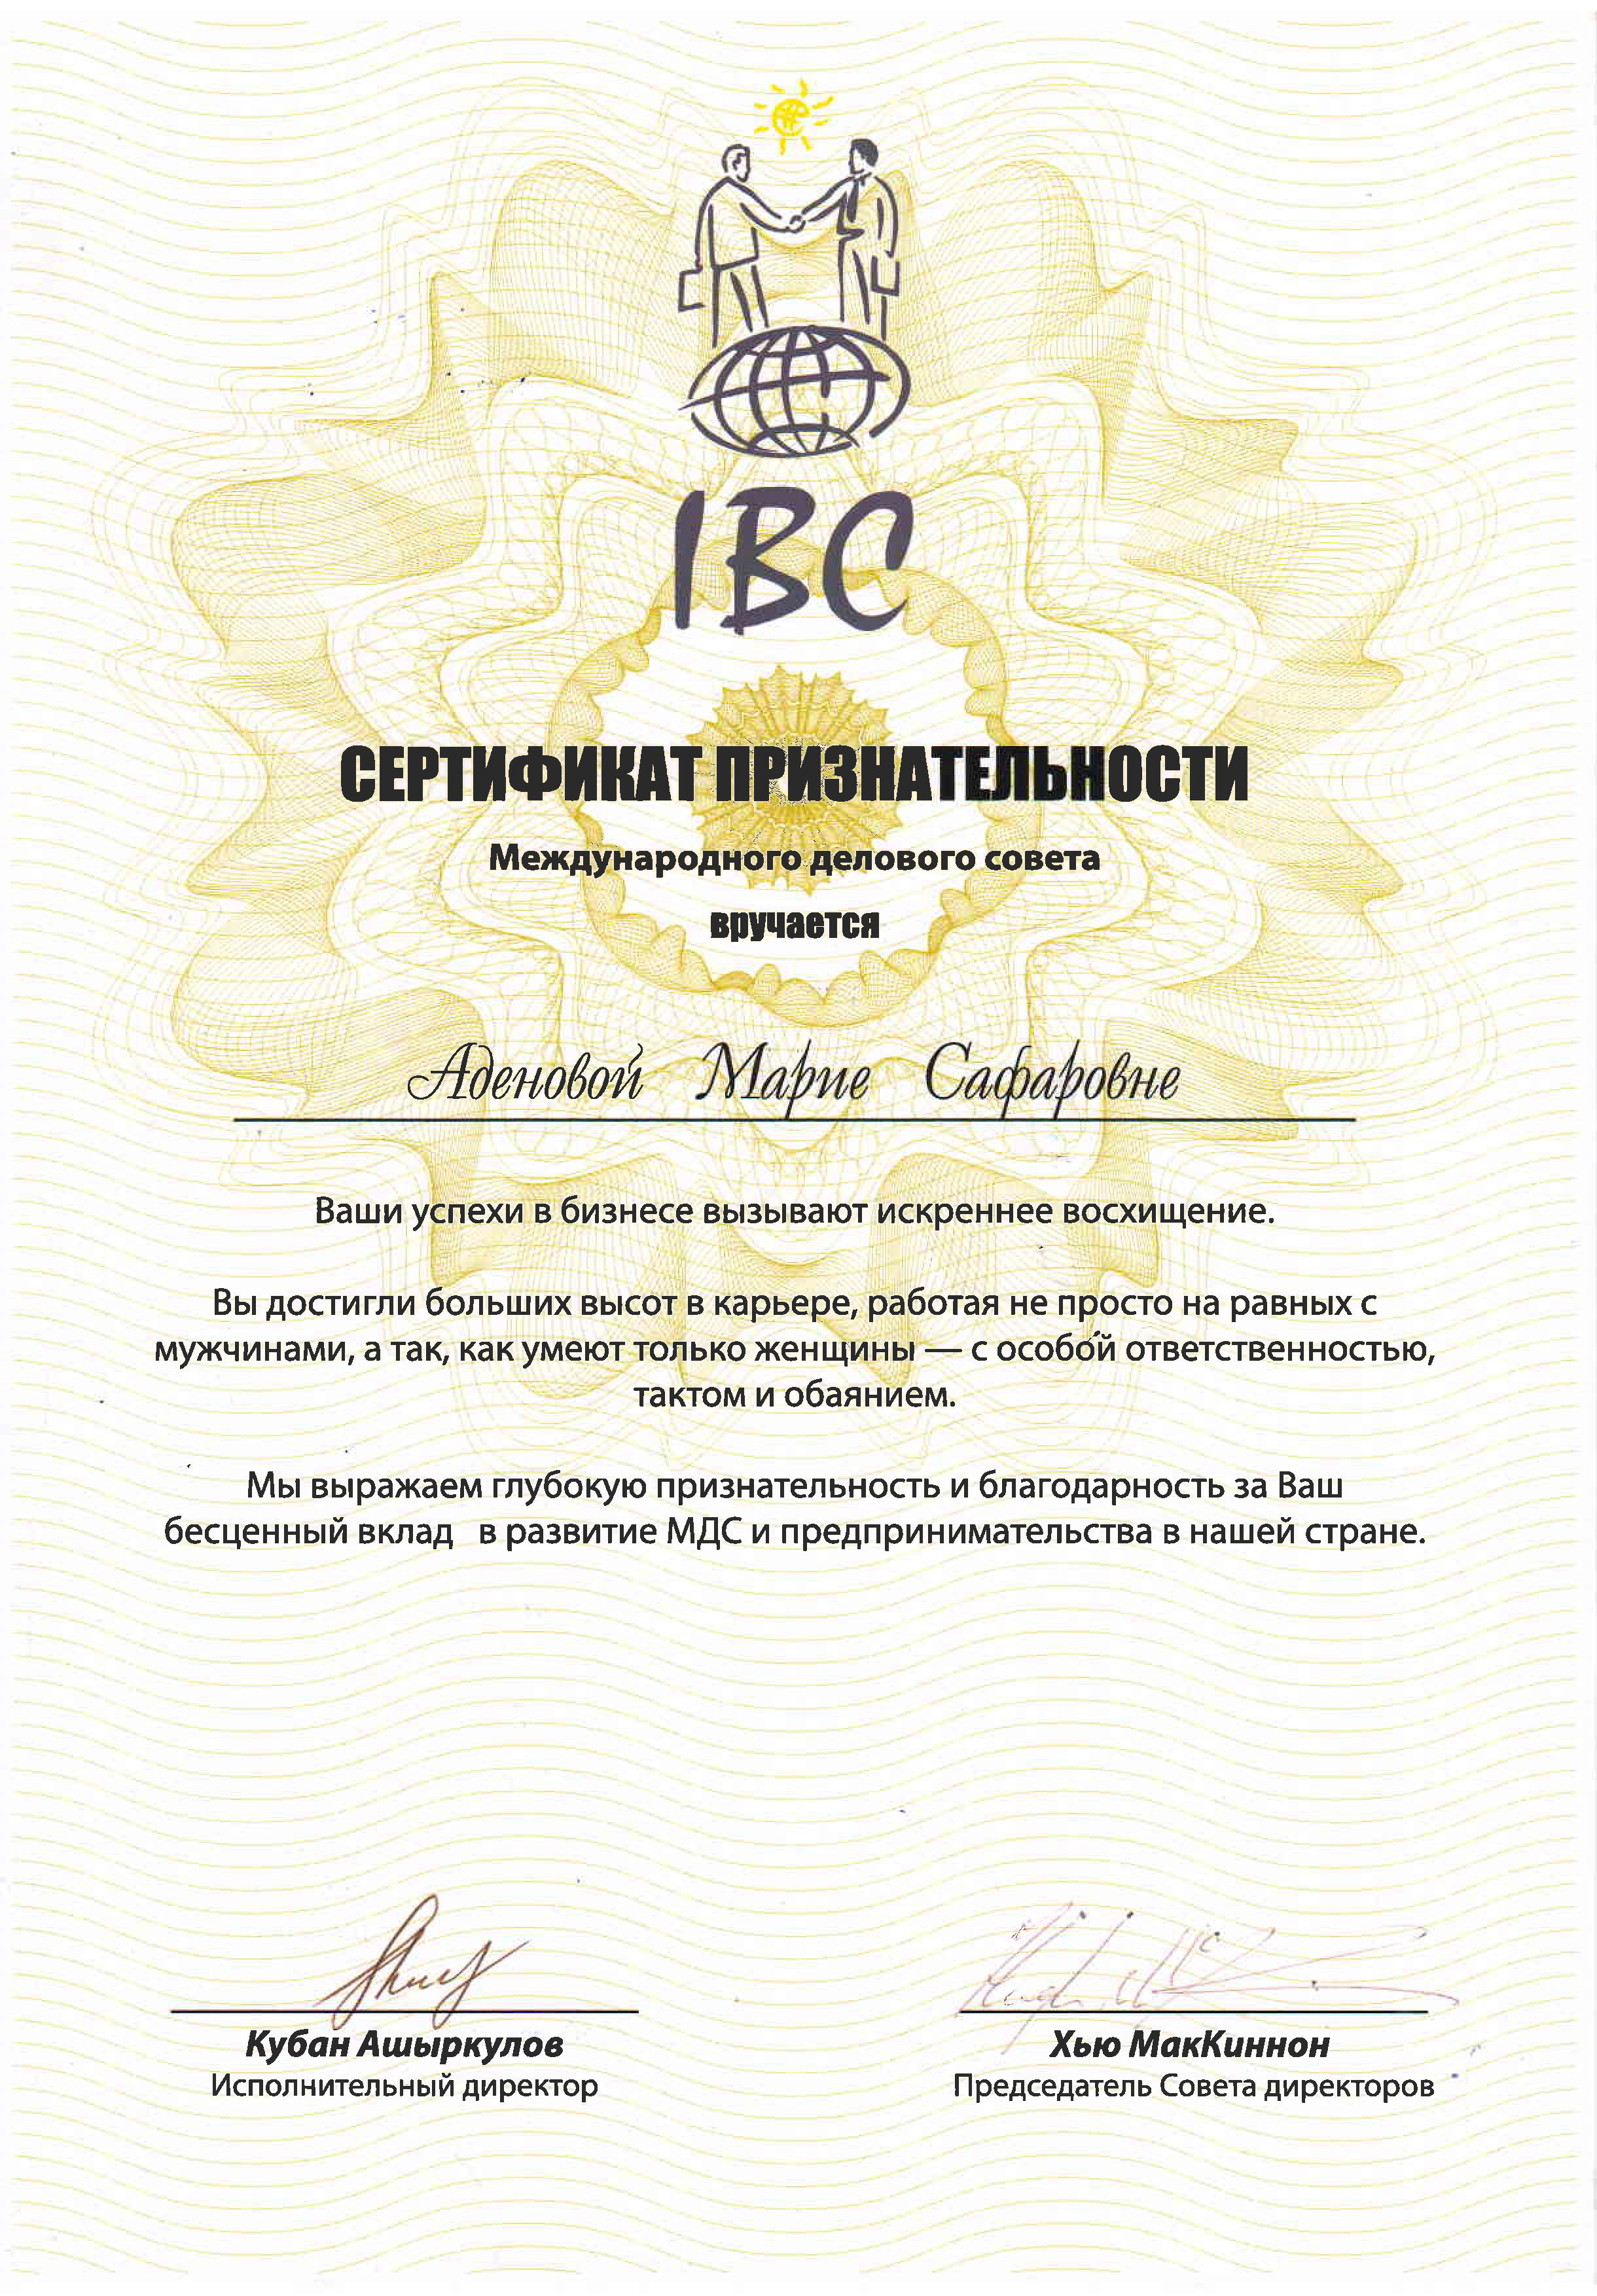 IBC
СЕРТИФИКАТ ПРИЗНАТЕЛЬНОСТИ
Международного делового совета
вручается
Аденовой Марие Сафаровне
Ваши успехи в бизнесе вызывают искреннее восхищение.
Вы достигли больших высот в карьере, работая не просто на равных с
мужчинами, а так, как умеют только женщины — с особой ответственностью,
тактом и обаянием.
Мы выражаем глубокую признательность и благодарность за Ваш
бесценный вклад в развитие МДС и предпринимательства в нашей стране.
Кубан Ашыркулов
Исполнительный директор
Хью МакКиннон
Председатель Совета директоров